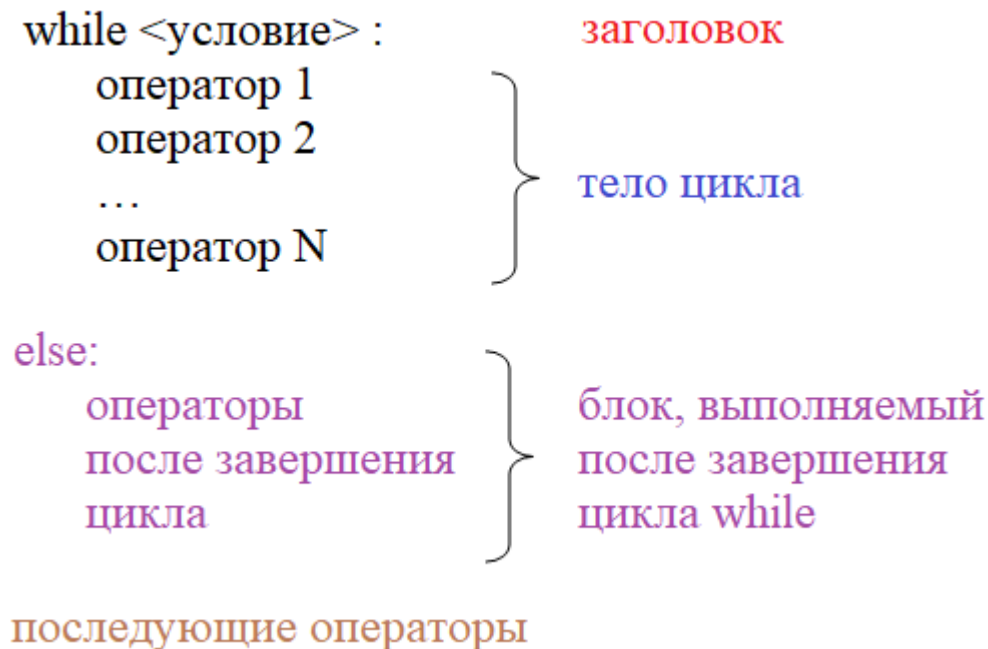 while <условие> : заголовок
оператор 1
оператор 2
...
оператор N
тело цикла
else:
операторы
после завершения
цикла
блок, выполняемый
после завершения
цикла while
последующие операторы